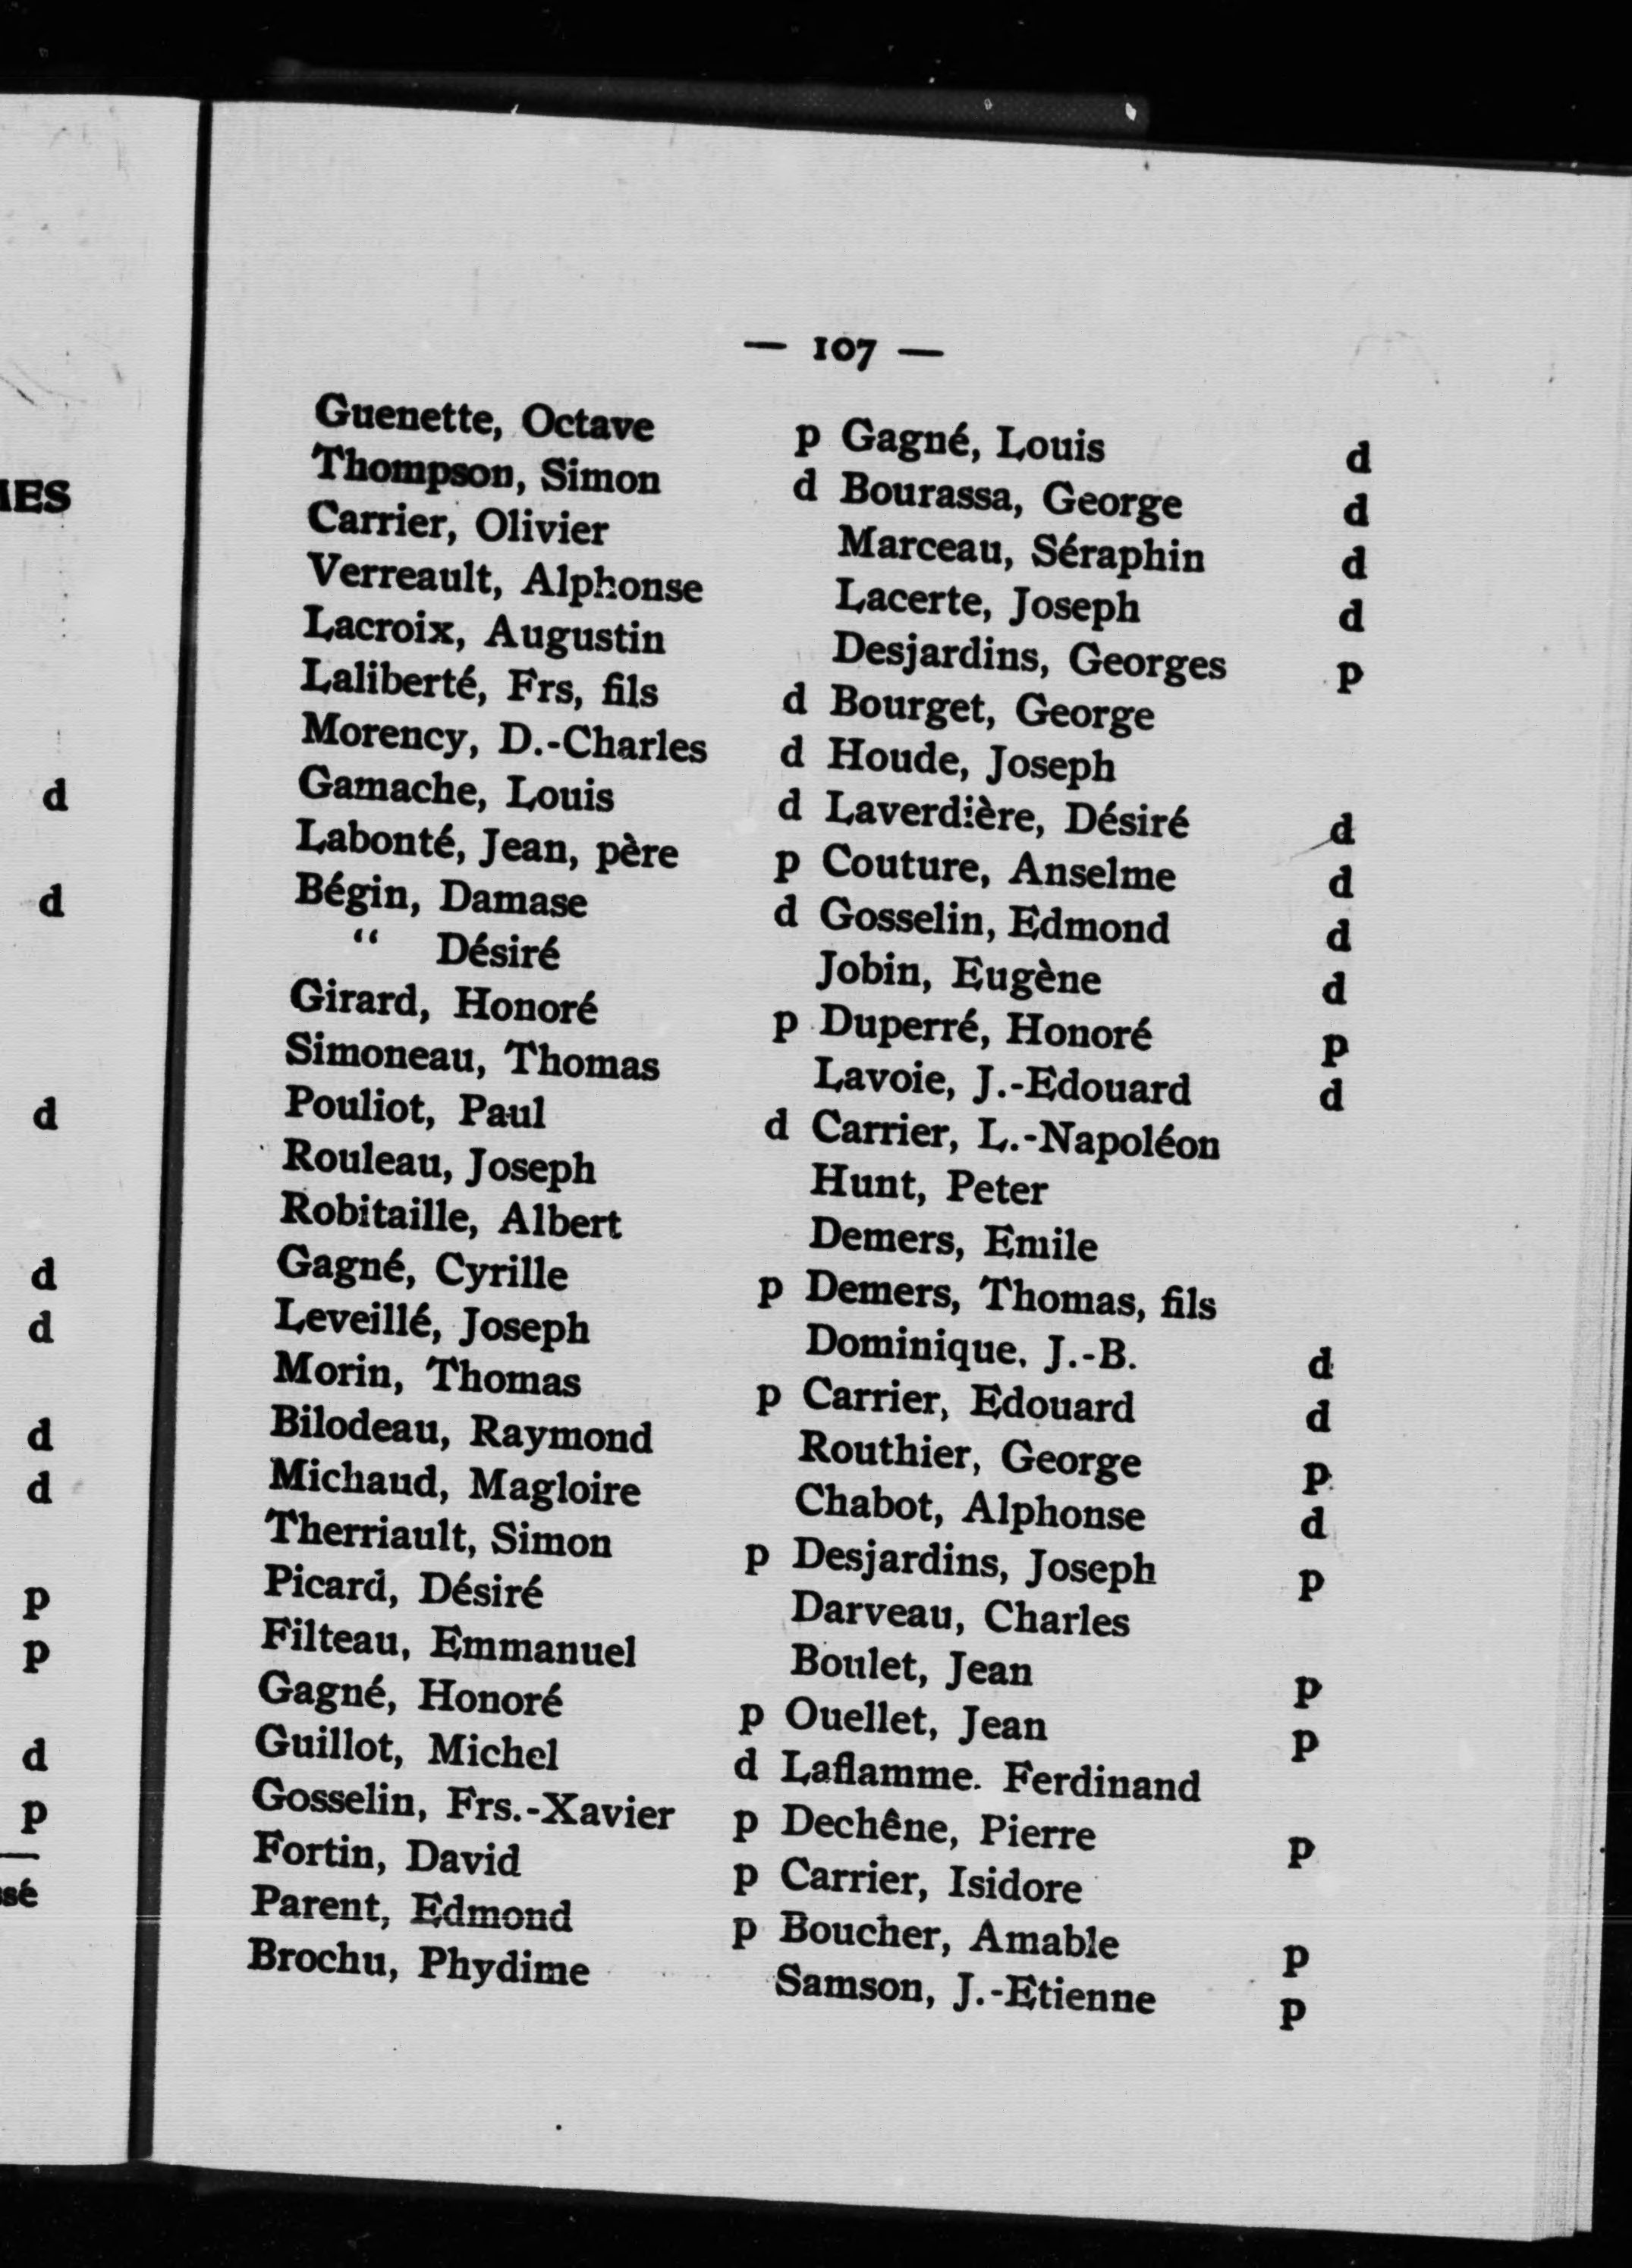 d
d
d
d
d
d
d
p
p
d
p
sé
— 107 —
Guenette, Octave p
Thompson, Simon d
Carrier, Olivier
Verreault, Alphonse
Lacroix, Augustin
Laliberté, Frs, fils d
Morency, D.-Charles d
Gamache, Louis d
Labonté, Jean, père p
Bégin, Damase d
“ Désiré
Girard, Honoré p
Simoneau, Thomas
Pouliot, Paul d
Rouleau, Joseph
Robitaille, Albert
Gagné, Cyrille p
Leveillé, Joseph
Morin, Thomas p
Bilodeau, Raymond
Michaud, Magloire
Therriault, Simon p
Picard, Désiré
Filteau, Emmanuel
Gagné, Honoré p
Guillot, Michel d
Gosselin, Frs.-Xavier p
Fortin, David p
Parent, Edmond p
Brochu, Phydime
Gagné, Louis d
Bourassa, George d
Marceau, Séraphin d
Lacerte, Joseph d
Desjardins, Georges p
Bourget, George
Houde, Joseph
Laverdière, Désiré d
Couture, Anselme d
Gosselin, Edmond d
Jobin, Eugène d
Duperré, Honoré p
Lavoie, J.-Edouard d
Carrier, L.-Napoléon
Hunt, Peter
Demers, Emile
Demers, Thomas, fils
Dominique. J.-B. d
Carrier, Edouard d
Routhier, George p
Chabot, Alphonse d
Desjardins, Joseph p
Darveau, Charles
Boulet, Jean p
Ouellet, Jean p
Laflamme. Ferdinand
Dechêne, Pierre p
Carrier, Isidore
Boucher, Amable p
Samson, J.-Etienne p